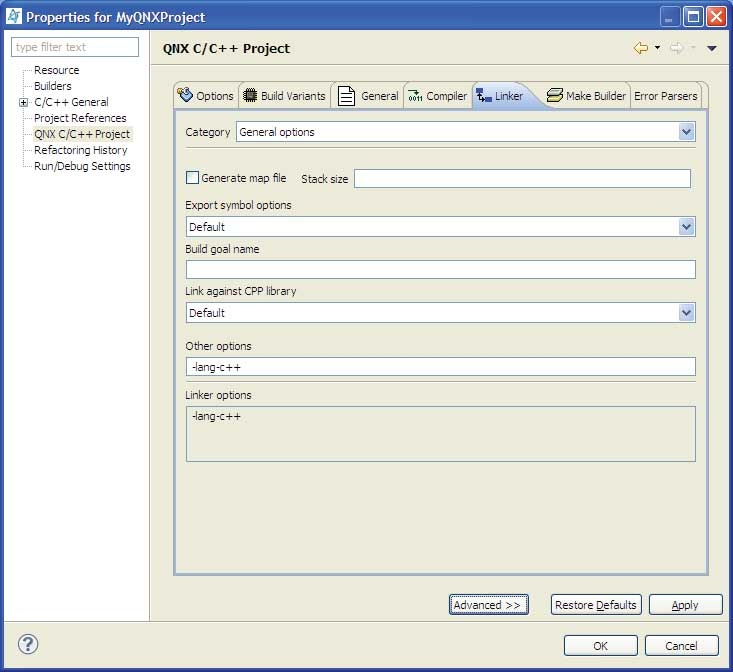 Properties for MyQNXProject
type filter text
Resource
Builders
C/C++ General
Project References
QNX C/C++ Project
Refactoring History
Run/Debug Settings
QNX C/C++ Project
Options Build Variants General Compiler Linker Make Builder Error Parsers
Category General options
Generate map file Stack size
Export symbol options
Default
Build goal name
Link against CPP library
Default
Other options
-lang-c++
Linker options
-lang-c++
Advanced >> Restore Defaults Apply
? OK Cancel